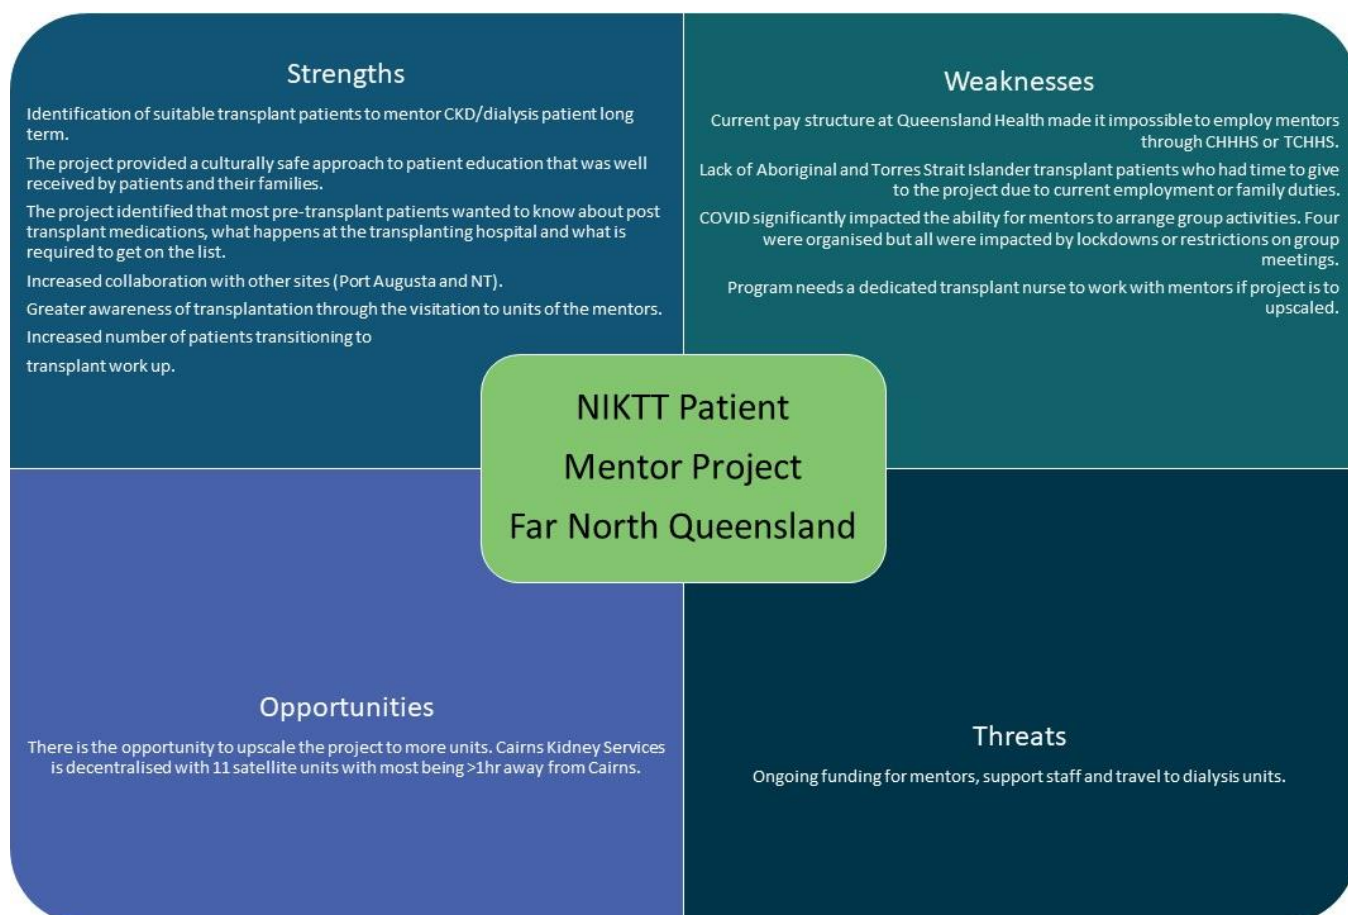 Strengths
Identification of suitable transplant patients to mentor CKD/dialysis patient long
term.
The project provided a culturally safe approach to patient education that was well
received by patients and their families.
The project identified that most pre-transplant patients wanted to know about post
transplant medications, what happens at the transplanting hospital and what is
required to get on the list.
Increased collaboration with other sites (Port Augusta and NT).
Greater awareness of transplantation through the visitation to units of the mentors.
Increased number of patients transitioning to
transplant work up.
Weaknesses
Current pay structure at Queensland Health made it impossible to employ mentors
through CHHHS or TCHHS.
Lack of Aboriginal and Torres Strait Islander transplant patients who had time to give
to the project due to current employment or family duties.
COVID significantly impacted the ability for mentors to arrange group activities. Four
were organised but all were impacted by lockdowns or restrictions on group
meetings.
Program needs a dedicated transplant nurse to work with mentors if project is to be
upscaled.
NIKTT Patient
Mentor Project
Far North Queensland
Opportunities
There is the opportunity to upscale the project to more units. Cairns Kidney Services
is decentralised with 11 satellite units with most being >1hr away from Cairns.
Threats
Ongoing funding for mentors, support staff and travel to dialysis units.